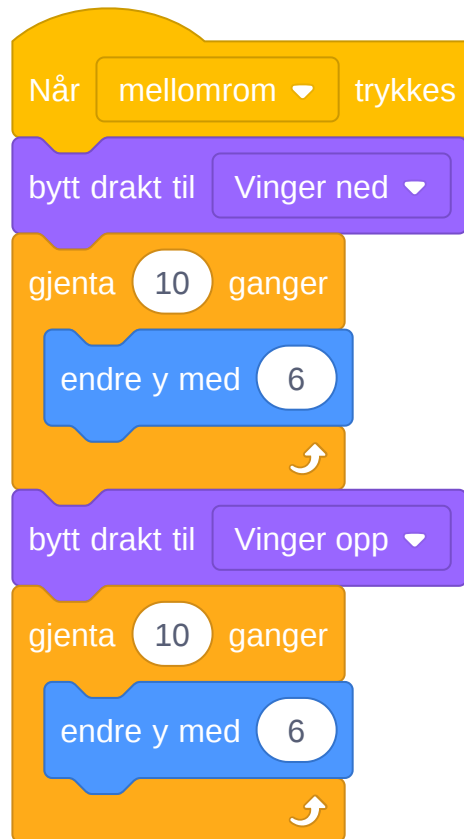 Når mellomrom trykkes
bytt drakt til Vinger ned
gjenta 10 ganger
endre y med 6
bytt drakt til Vinger opp
gjenta 10 ganger
endre y med 6